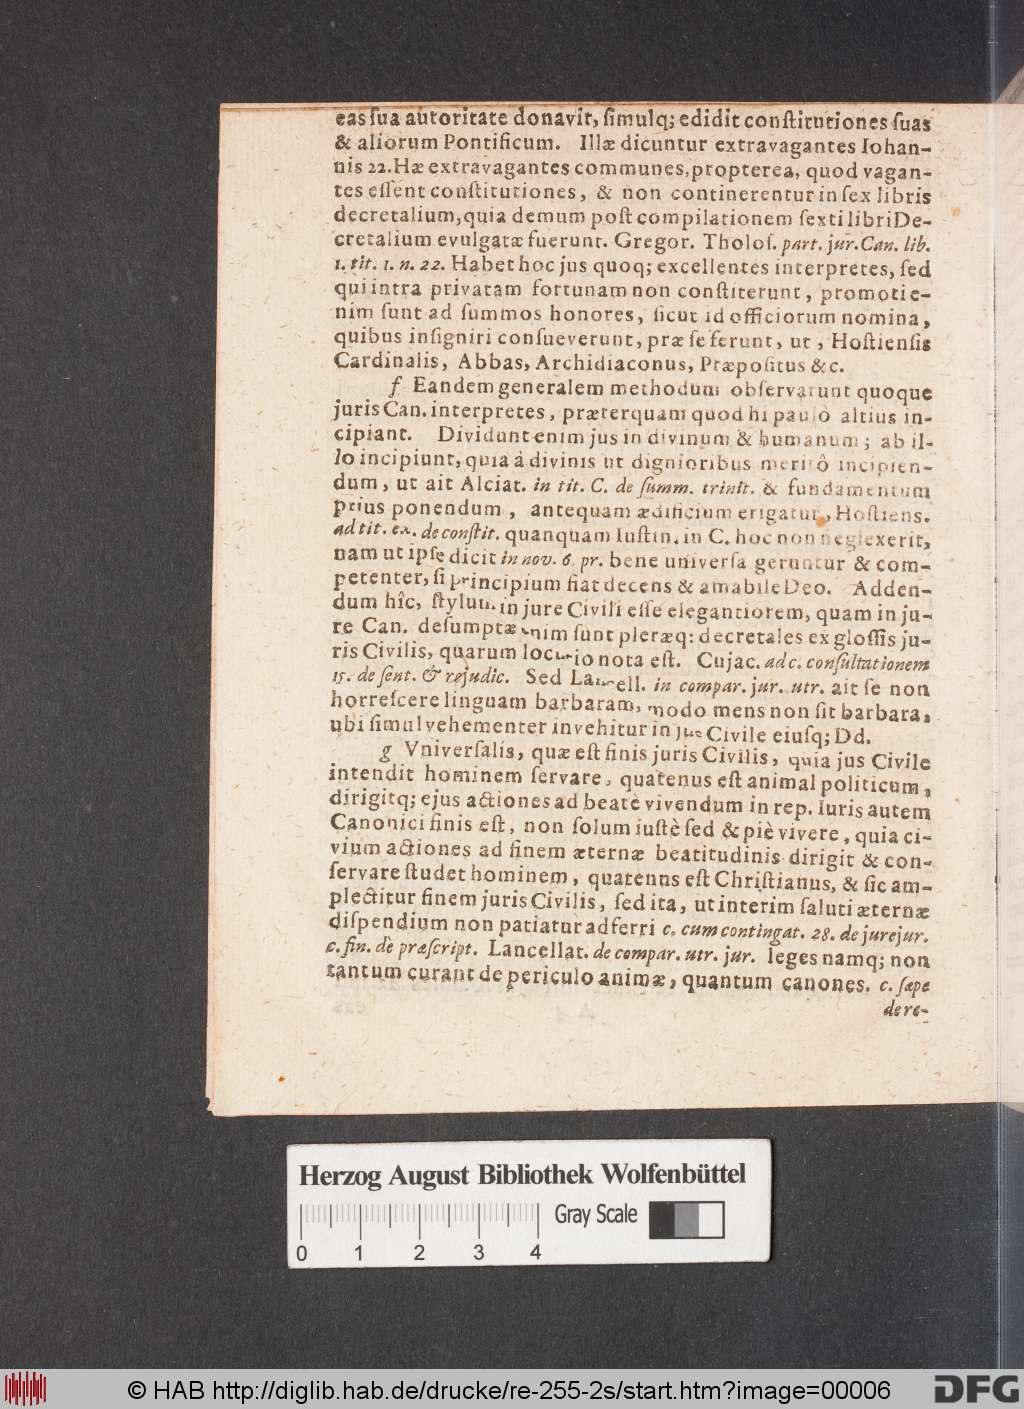 eas ſua autoritate donavit, ſimulq; edidit conſtitutiones ſuas
& aliorum Pontificum. Illæ dicuntur extravagantes Iohan-
nis 22. Hæ extravagantes communes, propterea, quod vagan-
tes eſſent conſtitutiones, & non continerentur in ſex libris
decretalium, quia demum poſt compilationem ſexti libri De-
cretalium evulgatæ fuerunt. Gregor. Tholoſ. part. jur. Can. lib.
1. tit. 1. n. 22. Habet hoc jus quoq; excellentes interpretes, ſed
qui intra privatam fortunam non conſtiterunt, promoti e-
nim ſunt ad ſummos honores, ſicut id officiorum nomina,
quibus inſigniri conſueverunt, præ ſe ferunt, ut, Hoſtienſis
Cardinalis, Abbas, Archidiaconus, Præpoſitus &c.
f Eandem generalem methodum obſervarunt quoque
juris Can. interpretes, præterquam quod hi paulò altius in-
cipiant. Dividunt enim jus in divinum & humanum; ab il-
lo incipiunt, quia à divinis ut dignioribus meritô incipien-
dum, ut ait Alciat. in tit. C. de ſumm. trinit. & fundamentum
prius ponendum, antequam ædificium erigatur, Hoſtiens.
ad tit. ex. de conſtit. quanquam Iuſtin. in C. hoc non neglexerit,
nam ut ipſe dicit in nov. 6. pr. bene univerſa geruntur & com-
petenter, ſi principium fiat decens & amabile Deo. Adden-
dum hîc, ſtylum in jure Civili eſſe elegantiorem, quam in ju-
re Can. deſumptæ enim ſunt pleræq: decretales ex gloſſis ju-
ris Civilis, quarum locutio nota eſt. Cujac. ad c. conſultationem
15. de ſent. & rejudic. Sed Lancell. in compar. jur. utr. ait ſe non
horreſcere linguam barbaram, modo mens non ſit barbara,
ubi ſimul vehementer invehitur in jus Civile eiuſq; Dd.
g Vniverſalis, quæ eſt finis juris Civilis, quia jus Civile
intendit hominem ſervare, quatenus eſt animal politicum,
dirigitq; ejus actiones ad beatè vivendum in rep. Iuris autem
Canonici finis eſt, non ſolum iuſtè ſed & piè vivere, quia ci-
vium actiones ad finem æternæ beatitudinis dirigit & con-
ſervare ſtudet hominem, quatenus eſt Chriſtianus, & ſic am-
plectitur finem juris Civilis, ſed ita, ut interim ſaluti æternæ
diſpendium non patiatur adferri c. cum contingat. 28. de jurejur.
c. fin. de præſcript. Lancellat. de compar. utr. jur. leges namq; non
tantum curant de periculo animæ, quantum canones. c. ſæpe
de re-
Herzog August Bibliothek Wolfenbüttel
Gray Scale
0 1 2 3 4
© HAB http://diglib.hab.de/drucke/re-255-2s/start.htm?image=00006
DFG